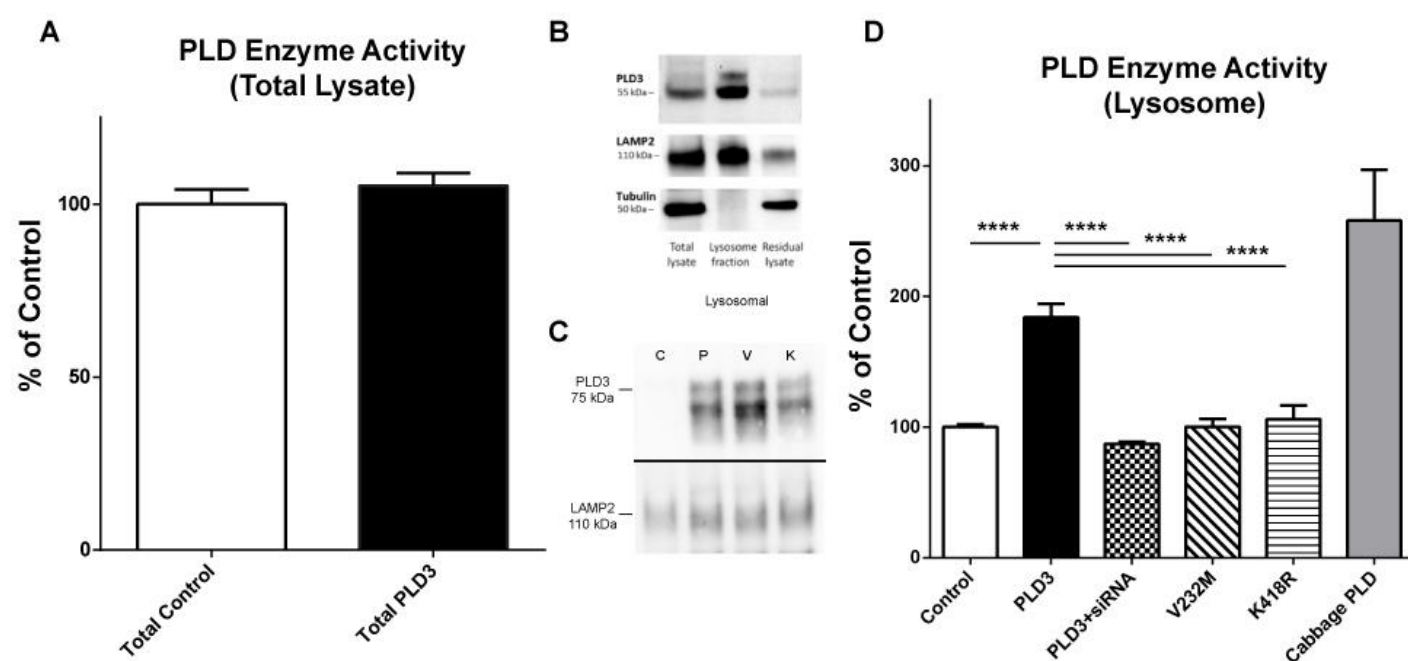 A
PLD Enzyme Activity
(Total Lysate)
% of Control
100
50
0
Total Control
Total PLD3
B
PLD3
55 kDa –
LAMP2
110 kDa –
Tubulin
50 kDa –
Total Lysosome Residual
lysate fraction lysate
Lysosomal
C
C P V K
PLD3
75 kDa
LAMP2
110 kDa
D
PLD Enzyme Activity
(Lysosome)
% of Control
300
200
100
0
**** ****
****
****
Control
PLD3
PLD3+siRNA
V232M
K418R
Cabbage PLD